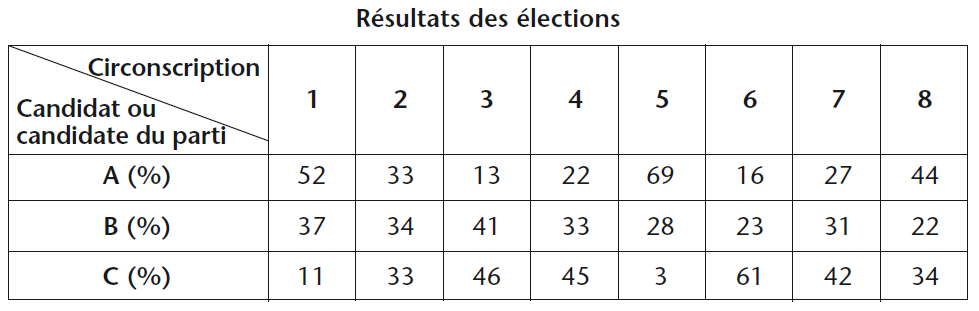 Résultats des élections
Circonscription
Candidat ou
candidate du parti
1 2 3 4 5 6 7 8
A (%) 52 33 13 22 69 16 27 44
B (%) 37 34 41 33 28 23 31 22
C (%) 11 33 46 45 3 61 42 34